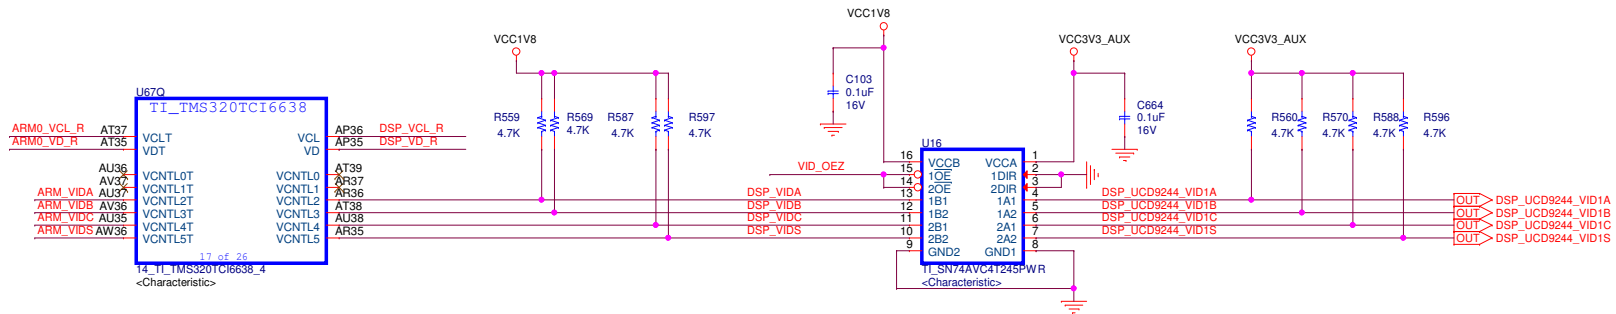 VCC1V8
VCC1V8
VCC3V3_AUX
VCC3V3_AUX
C103
0.1uF
16V
C664
0.1uF
16V
R559
4.7K
R569
4.7K
R587
4.7K
R597
4.7K
R560
4.7K
R570
4.7K
R588
4.7K
R596
4.7K
U67Q
TI_TMS320TCI6638
ARM0_VCL_R AT37 VCLT VCL AP36 DSP_VCL_R
ARM0_VD_R AT35 VDT VD AP35 DSP_VD_R
AU36 VCNTL0T VCNTL0 AT39
AV37 VCNTL1T VCNTL1 AR37
ARM_VIDA AU37 VCNTL2T VCNTL2 AR36 DSP_VIDA
ARM_VIDB AV36 VCNTL3T VCNTL3 AT38 DSP_VIDB
ARM_VIDC AU35 VCNTL4T VCNTL4 AU38 DSP_VIDC
ARM_VIDS AW36 VCNTL5T VCNTL5 AR35 DSP_VIDS
17 of 26
14_TI_TMS320TCI6638_4
<Characteristic>
U16
16 VCCB VCCA 1
VID_OEZ 15 1OE 1DIR 2
14 2OE 2DIR 3
13 1B1 1A1 4 DSP_UCD9244_VID1A OUT DSP_UCD9244_VID1A
12 1B2 1A2 5 DSP_UCD9244_VID1B OUT DSP_UCD9244_VID1B
11 2B1 2A1 6 DSP_UCD9244_VID1C OUT DSP_UCD9244_VID1C
10 2B2 2A2 7 DSP_UCD9244_VID1S OUT DSP_UCD9244_VID1S
9 GND2 GND1 8
TI_SN74AVC4T245PWR
<Characteristic>